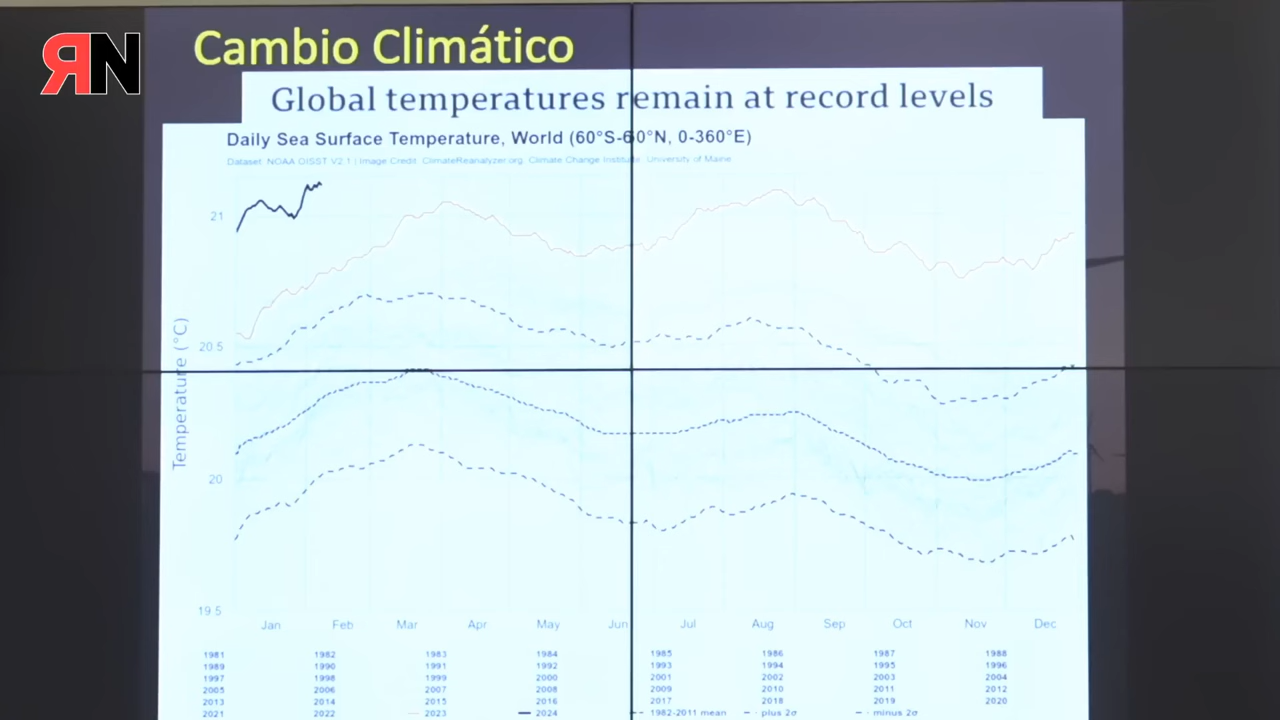 ЯN
Cambio Climático
Global temperatures remain at record levels
Daily Sea Surface Temperature, World (60°S-60°N, 0-360°E)
Dataset NOAA OISST V2.1 | Image Credit ClimateReanalyzer.org Climate Change Institute University of Maine
Temperature (°C)
21
20.5
20
19.5
Jan Feb Mar Apr May Jun Jul Aug Sep Oct Nov Dec
1981 1982 1983 1984 1985 1986 1987 1988
1989 1990 1991 1992 1993 1994 1995 1996
1997 1998 1999 2000 2001 2002 2003 2004
2005 2006 2007 2008 2009 2010 2011 2012
2013 2014 2015 2016 2017 2018 2019 2020
2021 2022 2023 2024 1982-2011 mean plus 2σ minus 2σ